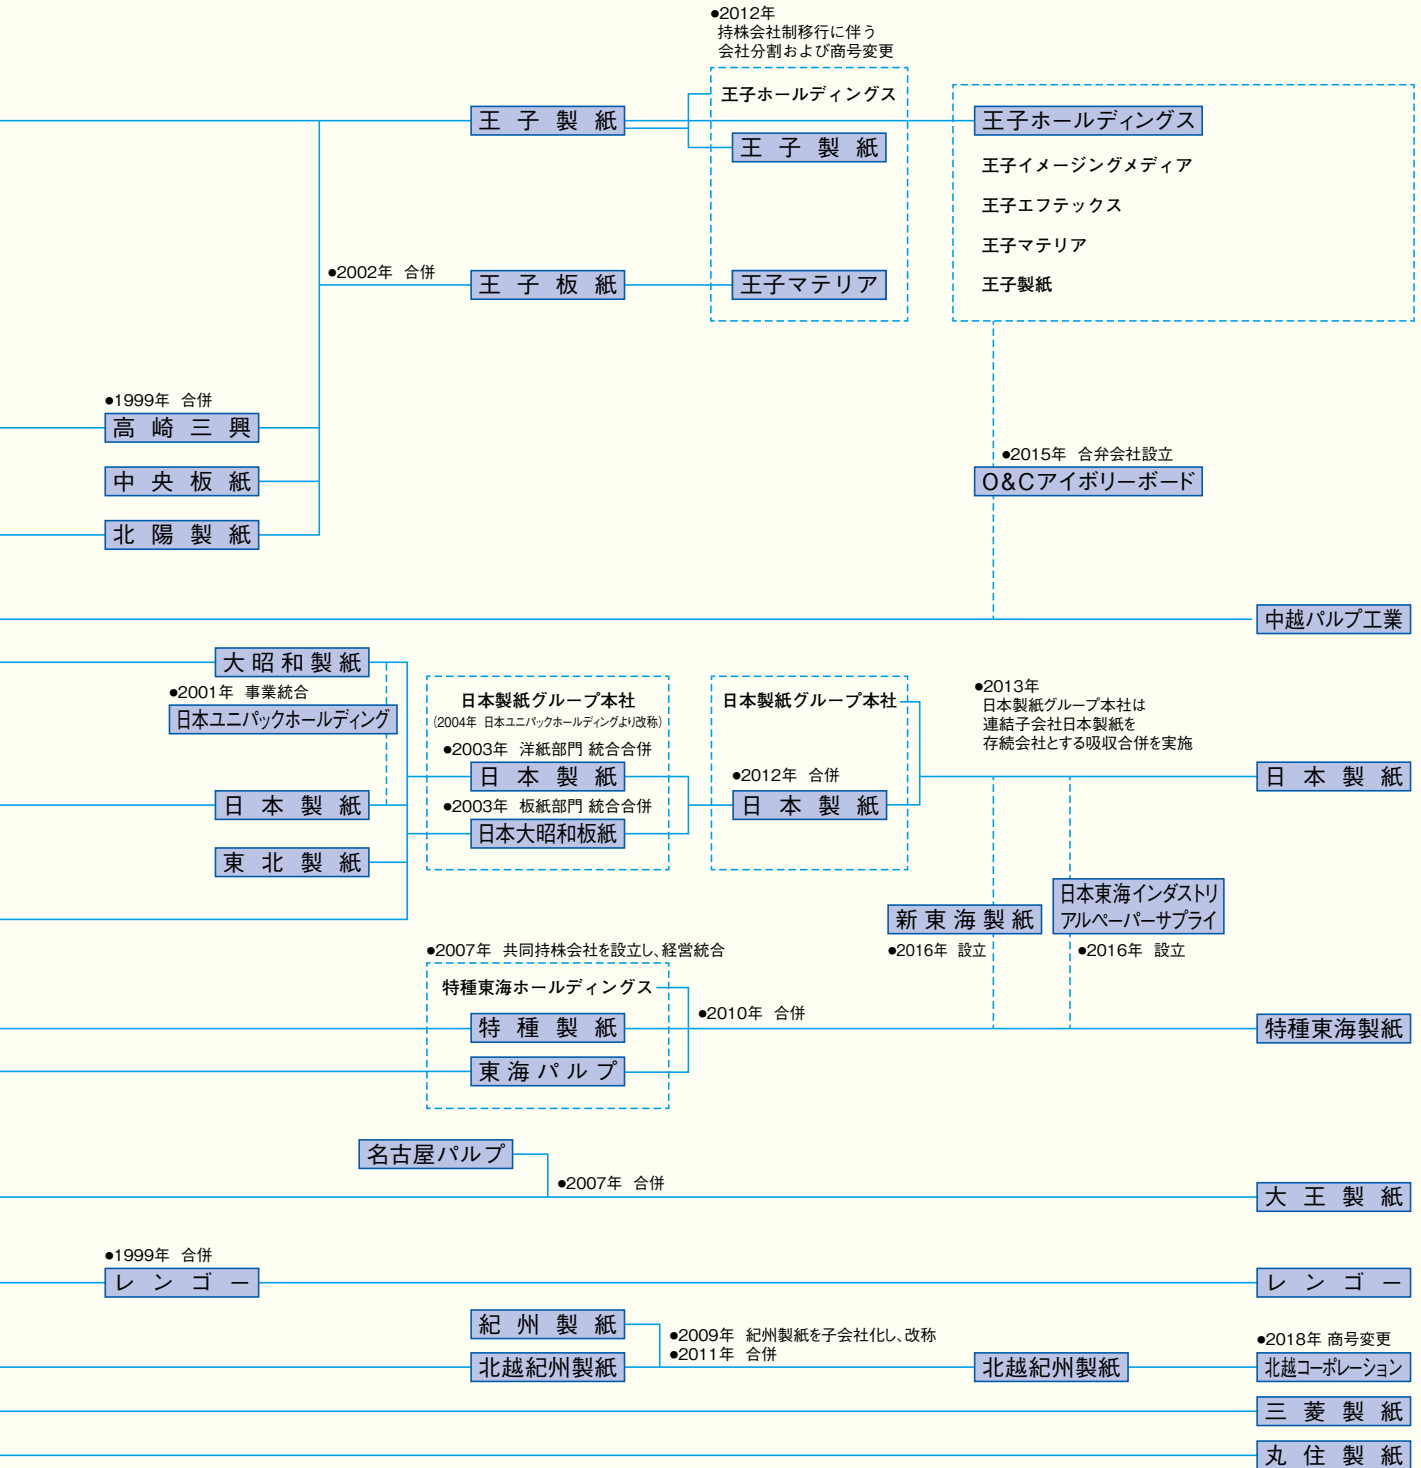 ●2012年
持株会社制移行に伴う
会社分割および商号変更
王子ホールディングス
王子製紙
王子製紙
王子ホールディングス
王子イメージングメディア
王子エフテックス
王子マテリア
王子製紙
●2002年 合併
王子板紙
王子マテリア
●1999年 合併
高崎三興
中央板紙
北陽製紙
●2015年 合弁会社設立
O&Cアイボリーボード
中越パルプ工業
大昭和製紙
●2001年 事業統合
日本ユニパックホールディング
日本製紙
東北製紙
日本製紙グループ本社
(2004年 日本ユニパックホールディングより改称)
●2003年 洋紙部門 統合合併
日本製紙
●2003年 板紙部門 統合合併
日本大昭和板紙
日本製紙グループ本社
●2012年 合併
日本製紙
●2013年
日本製紙グループ本社は
連結子会社日本製紙を
存続会社とする吸収合併を実施
日本製紙
新東海製紙
●2016年 設立
日本東海インダストリ
アルペーパーサプライ
●2016年 設立
●2007年 共同持株会社を設立し、経営統合
特種東海ホールディングス
特種製紙
東海パルプ
●2010年 合併
特種東海製紙
名古屋パルプ
●2007年 合併
大王製紙
●1999年 合併
レンゴー
レンゴー
紀州製紙
北越紀州製紙
●2009年 紀州製紙を子会社化し、改称
●2011年 合併
北越紀州製紙
●2018年 商号変更
北越コーポレーション
三菱製紙
丸住製紙